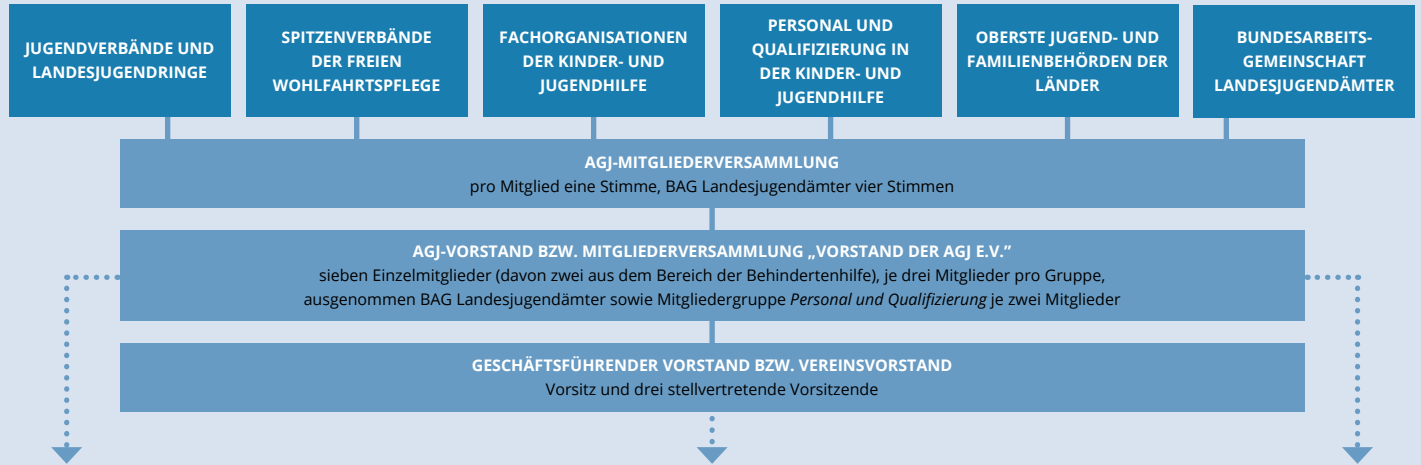 JUGENDVERBÄNDE UND
LANDESJUGENDRINGE
SPITZENVERBÄNDE
DER FREIEN
WOHLFAHRTSPFLEGE
FACHORGANISATIONEN
DER KINDER- UND
JUGENDHILFE
PERSONAL UND
QUALIFIZIERUNG IN
DER KINDER- UND
JUGENDHILFE
OBERSTE JUGEND- UND
FAMILIENBEHÖRDEN DER
LÄNDER
BUNDESARBEITS-
GEMEINSCHAFT
LANDESJUGENDÄMTER
AGJ-MITGLIEDERVERSAMMLUNG
pro Mitglied eine Stimme, BAG Landesjugendämter vier Stimmen
AGJ-VORSTAND BZW. MITGLIEDERVERSAMMLUNG „VORSTAND DER AGJ E.V.”
sieben Einzelmitglieder (davon zwei aus dem Bereich der Behindertenhilfe), je drei Mitglieder pro Gruppe,
ausgenommen BAG Landesjugendämter sowie Mitgliedergruppe Personal und Qualifizierung je zwei Mitglieder
GESCHÄFTSFÜHRENDER VORSTAND BZW. VEREINSVORSTAND
Vorsitz und drei stellvertretende Vorsitzende